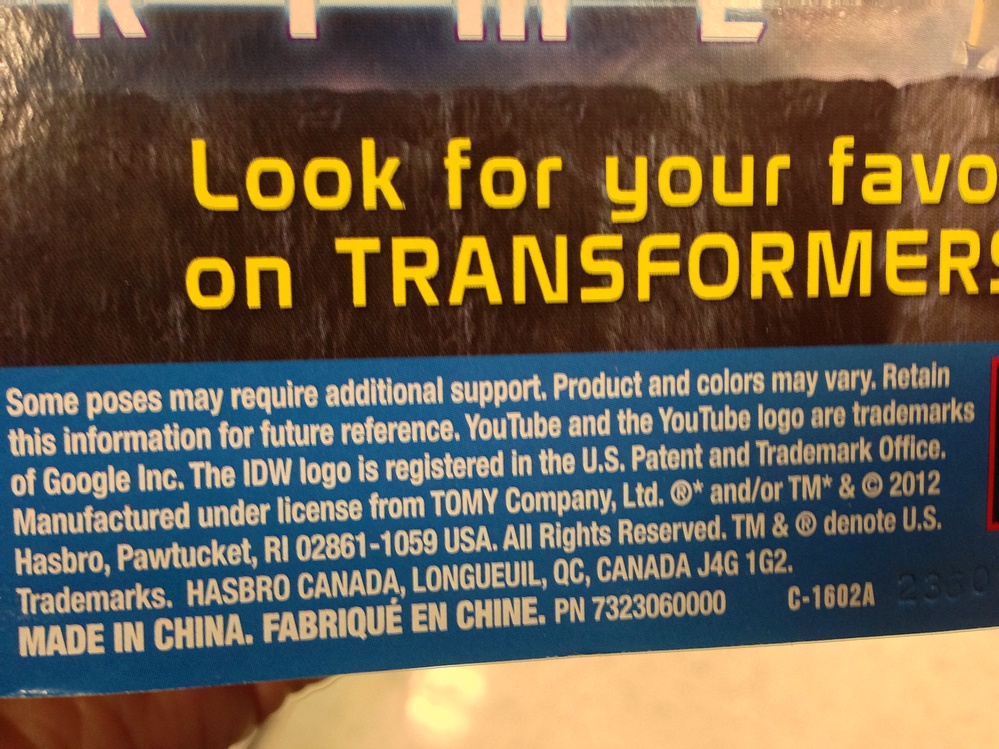 Look for your favo
on TRANSFORMERS
Some poses may require additional support. Product and colors may vary. Retain
this information for future reference. YouTube and the YouTube logo are trademarks
of Google Inc. The IDW logo is registered in the U.S. Patent and Trademark Office.
Manufactured under license from TOMY Company, Ltd. ®* and/or TM* & © 2012
Hasbro, Pawtucket, RI 02861-1059 USA. All Rights Reserved. TM & ® denote U.S.
Trademarks. HASBRO CANADA, LONGUEUIL, QC, CANADA J4G 1G2.
MADE IN CHINA. FABRIQUÉ EN CHINE. PN 7323060000 C-1602A